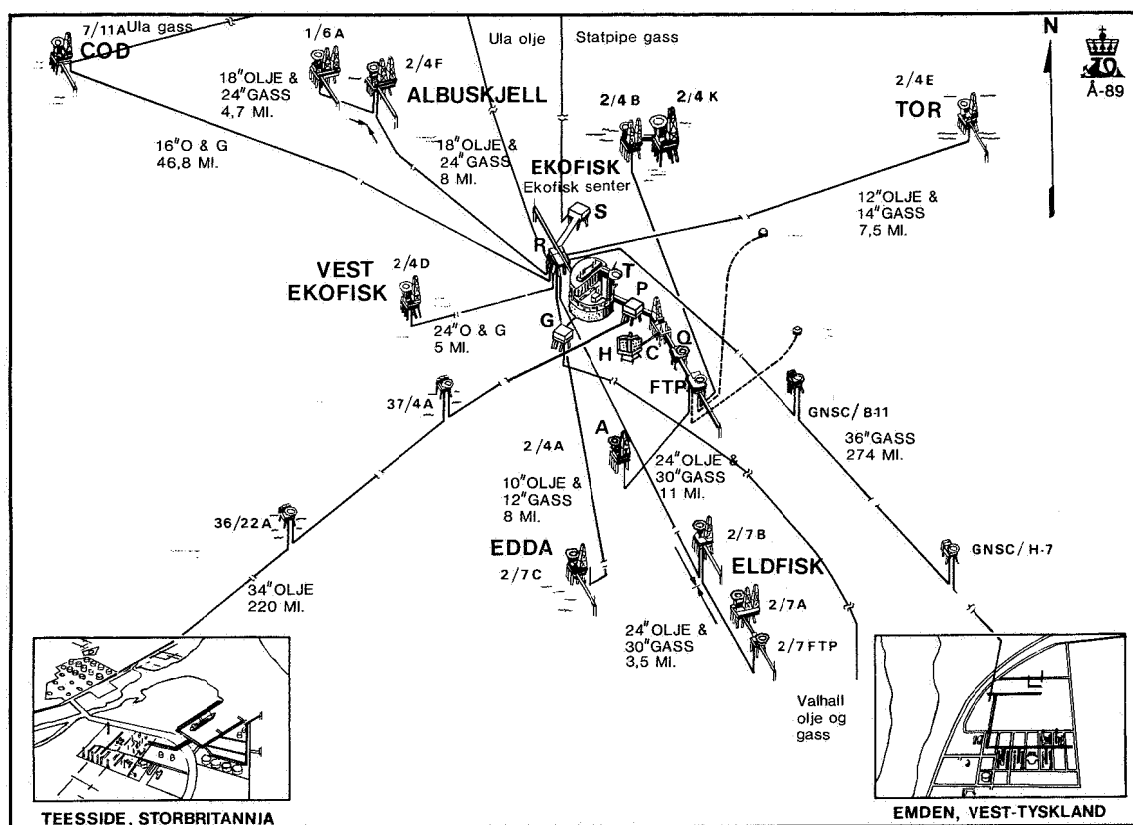 7/11A
Ula gass
COD
1/6 A
2/4 F
ALBUSKJELL
18"OLJE &
24"GASS
4,7 MI.
16"O & G
46,8 MI.
18"OLJE &
24"GASS
8 MI.
Ula olje
Statpipe gass
2/4 B
2/4 K
2/4 E
TOR
N
Å-89
EKOFISK
Ekofisk senter
S
R
T
P
G
H
C
Q
FTP
12"OLJE &
14"GASS
7,5 MI.
VEST
EKOFISK
2/4 D
24"O & G
5 MI.
37/4 A
36/22 A
34"OLJE
220 MI.
A
2/4 A
10"OLJE &
12"GASS
8 MI.
24"OLJE &
30"GASS
11 MI.
GNSC/ B11
36"GASS
274 MI.
GNSC/ H-7
EDDA
2/7C
2/7 B
ELDFISK
2/7A
2/7 FTP
24"OLJE &
30"GASS
3,5 MI.
Valhall
olje og
gass
TEESSIDE, STORBRITANNIA
EMDEN, VEST-TYSKLAND